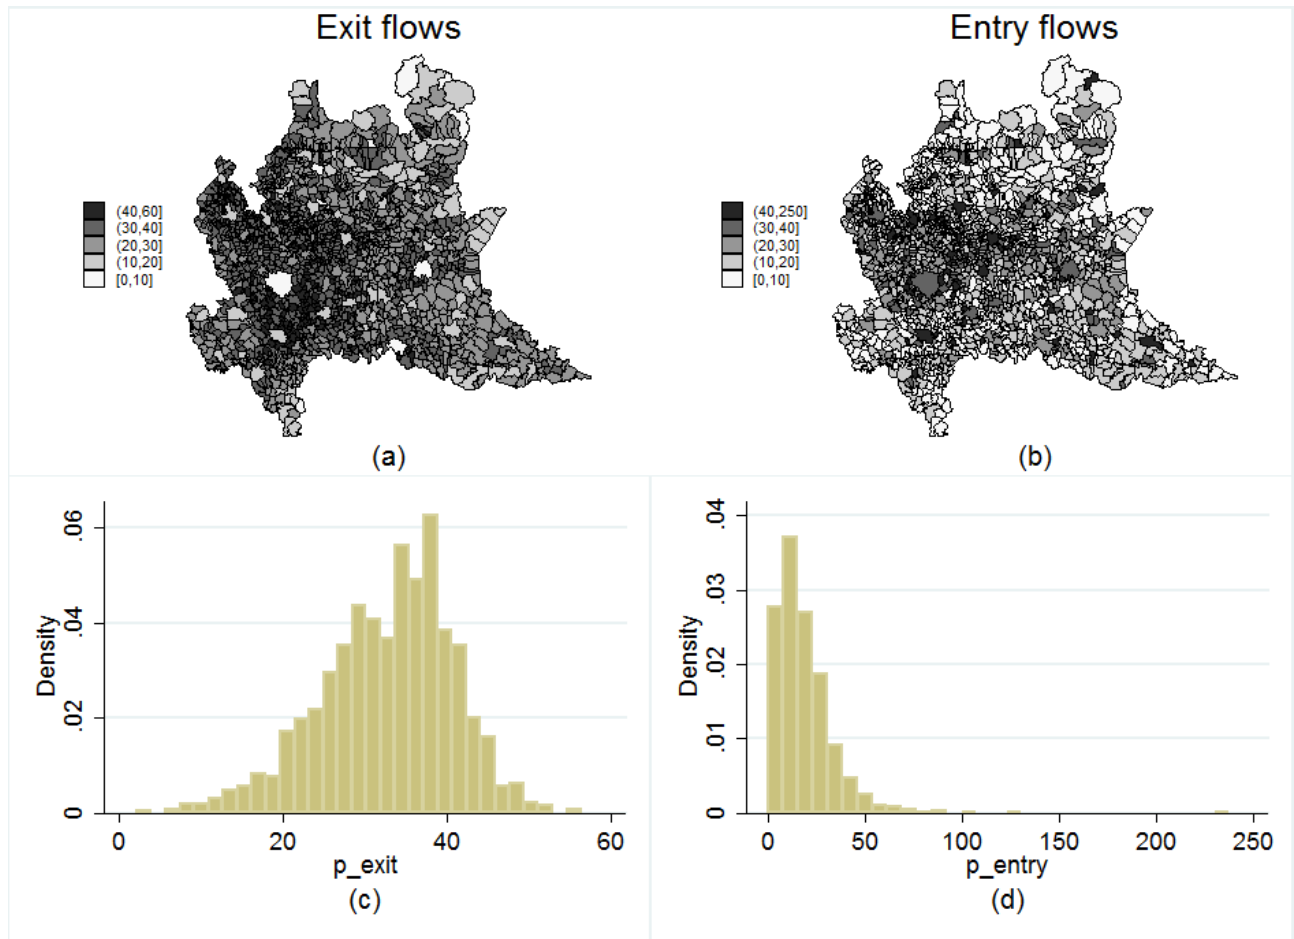 Exit flows
(40,60]
(30,40]
(20,30]
(10,20]
[0,10]
(a)
Entry flows
(40,250]
(30,40]
(20,30]
(10,20]
[0,10]
(b)
Density
.06
.04
.02
0
0 20 40 60
p_exit
(c)
Density
.04
.03
.02
.01
0
0 50 100 150 200 250
p_entry
(d)